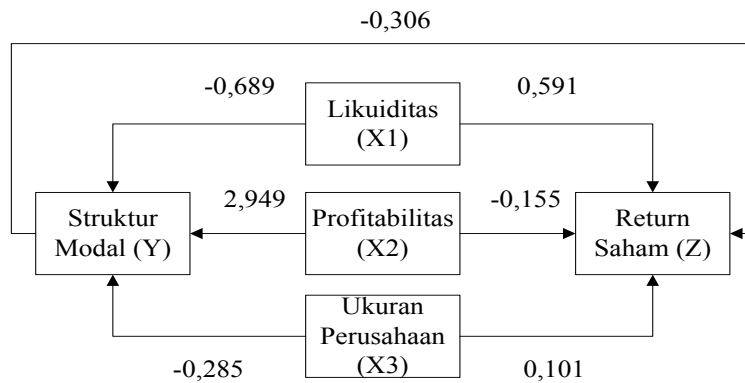 -0,306
-0,689
0,591
Likuiditas
(X1)
2,949
-0,155
Struktur
Modal (Y)
Profitabilitas
(X2)
Return
Saham (Z)
Ukuran
Perusahaan
(X3)
-0,285
0,101